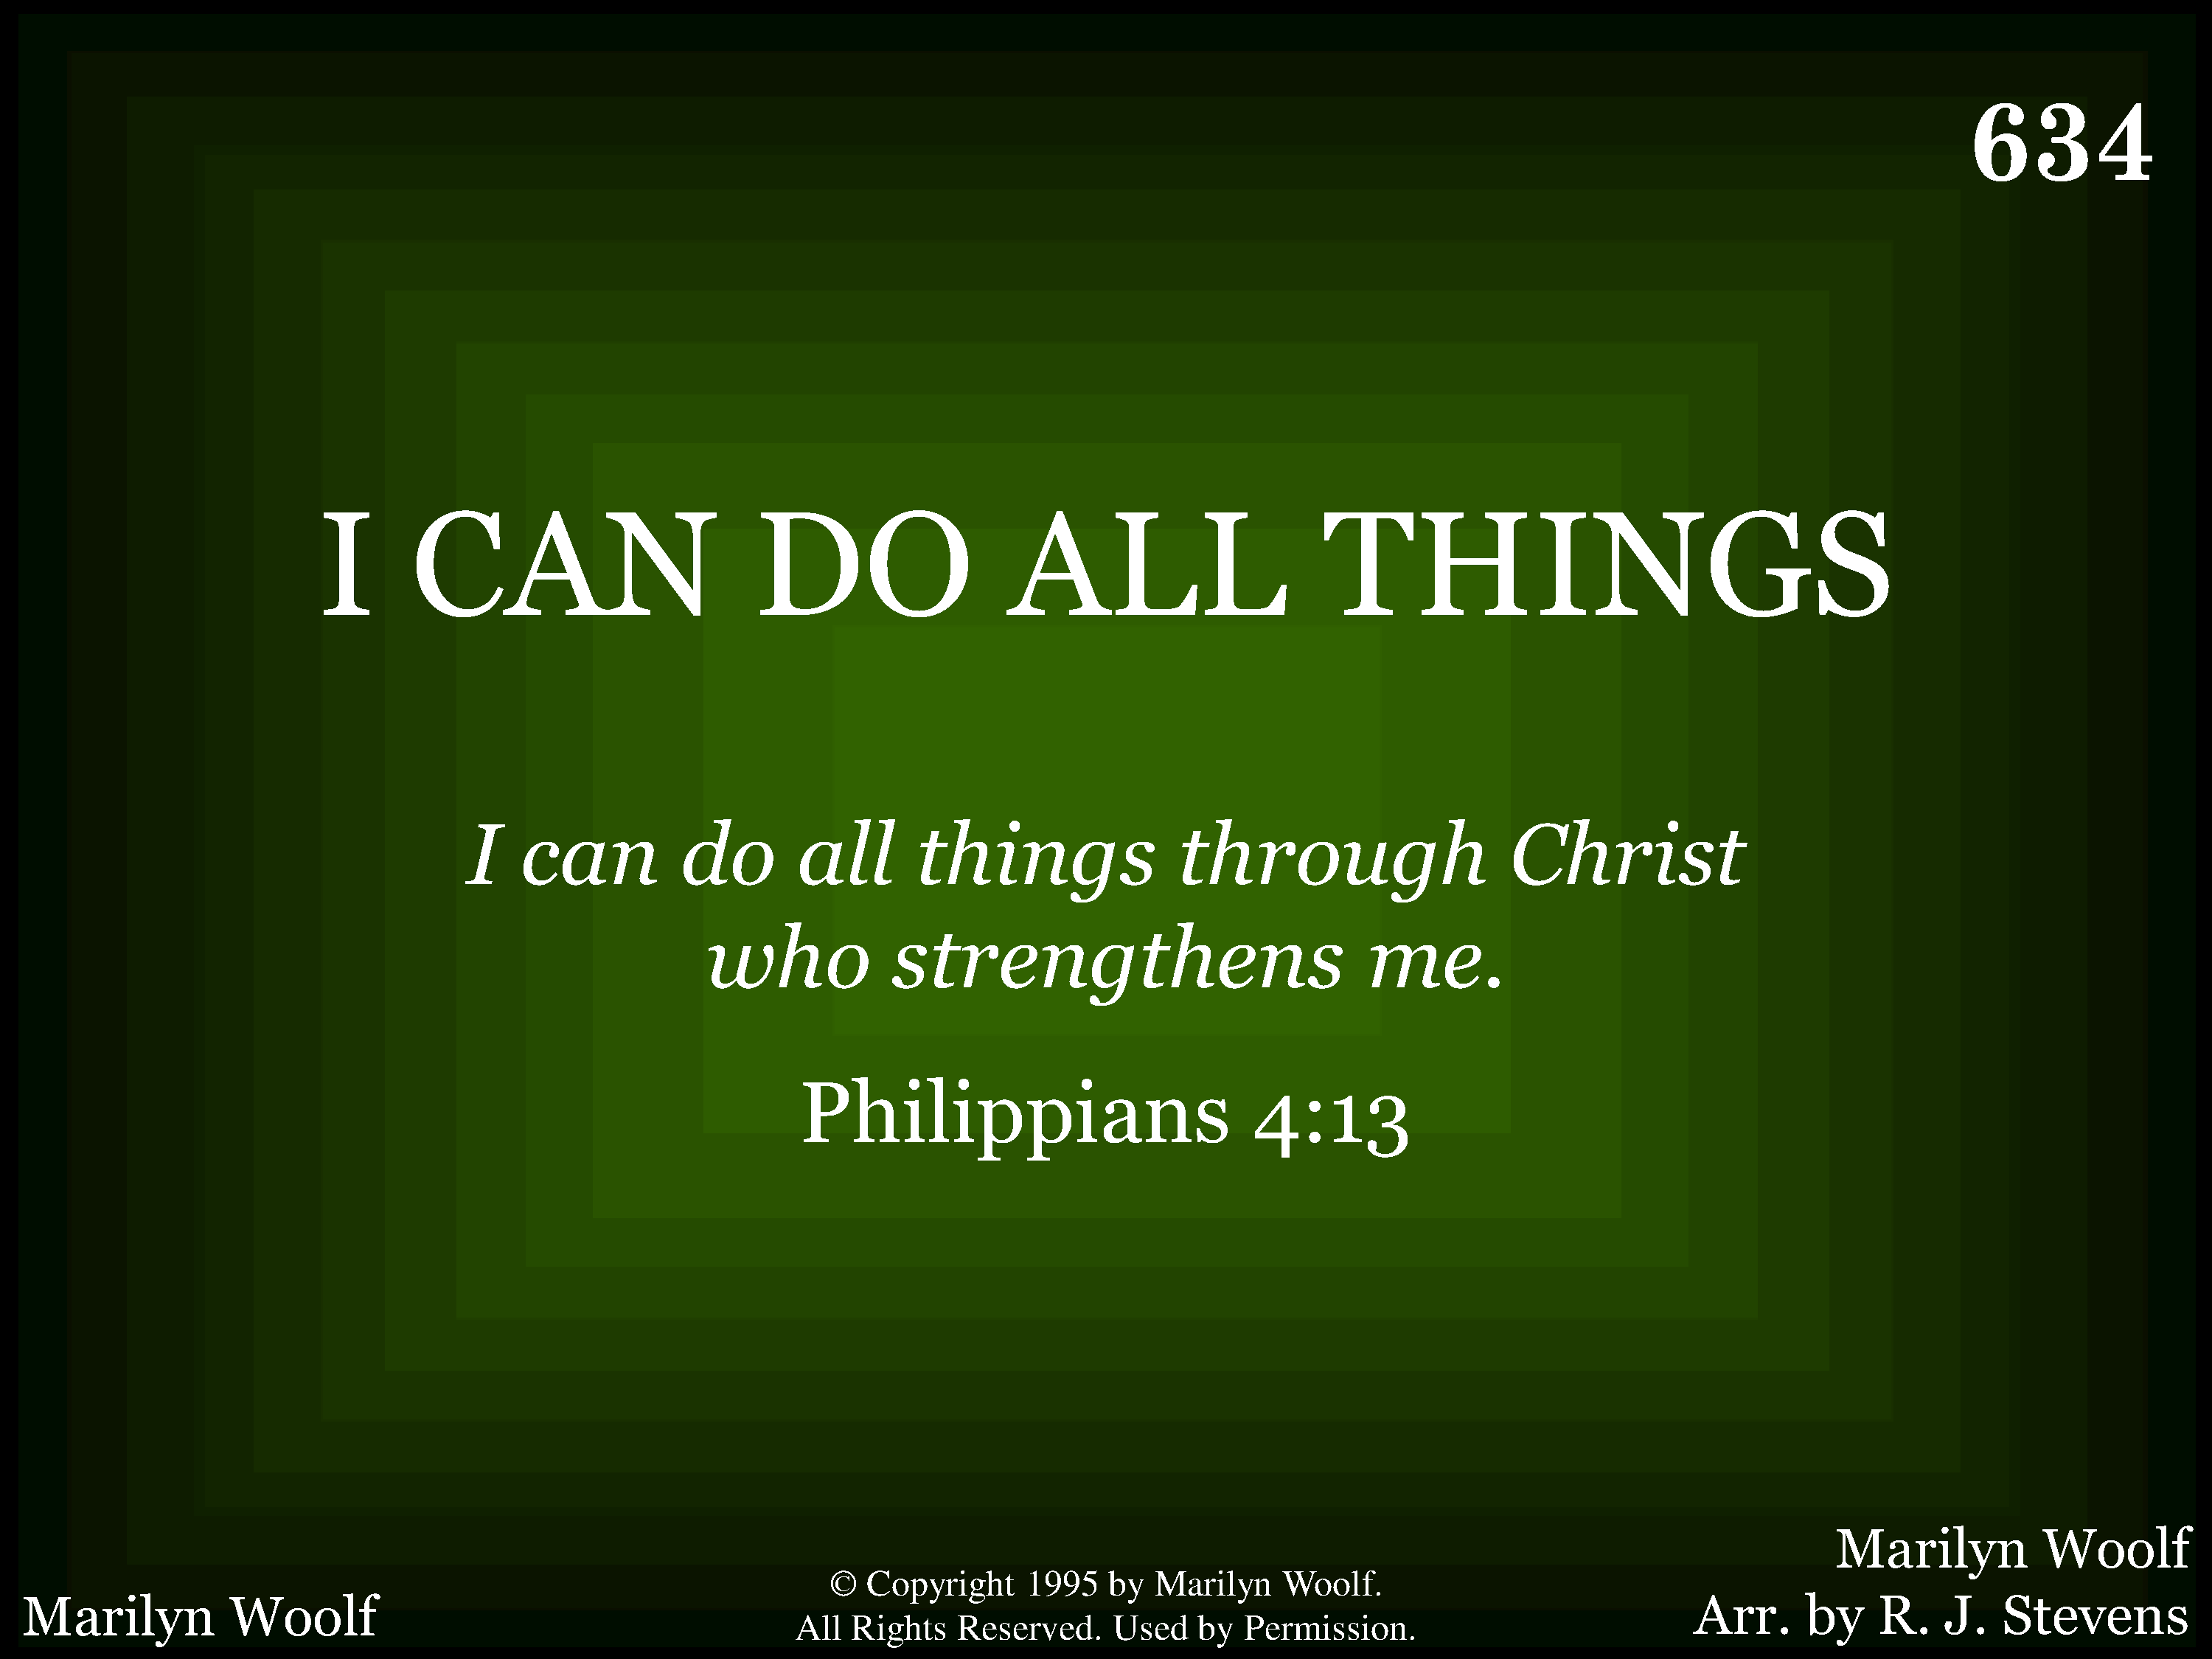 634
I CAN DO ALL THINGS
I can do all things through Christ
who strengthens me.
Philippians 4:13
Marilyn Woolf
© Copyright 1995 by Marilyn Woolf.
All Rights Reserved. Used by Permission.
Marilyn Woolf
Arr. by R. J. Stevens